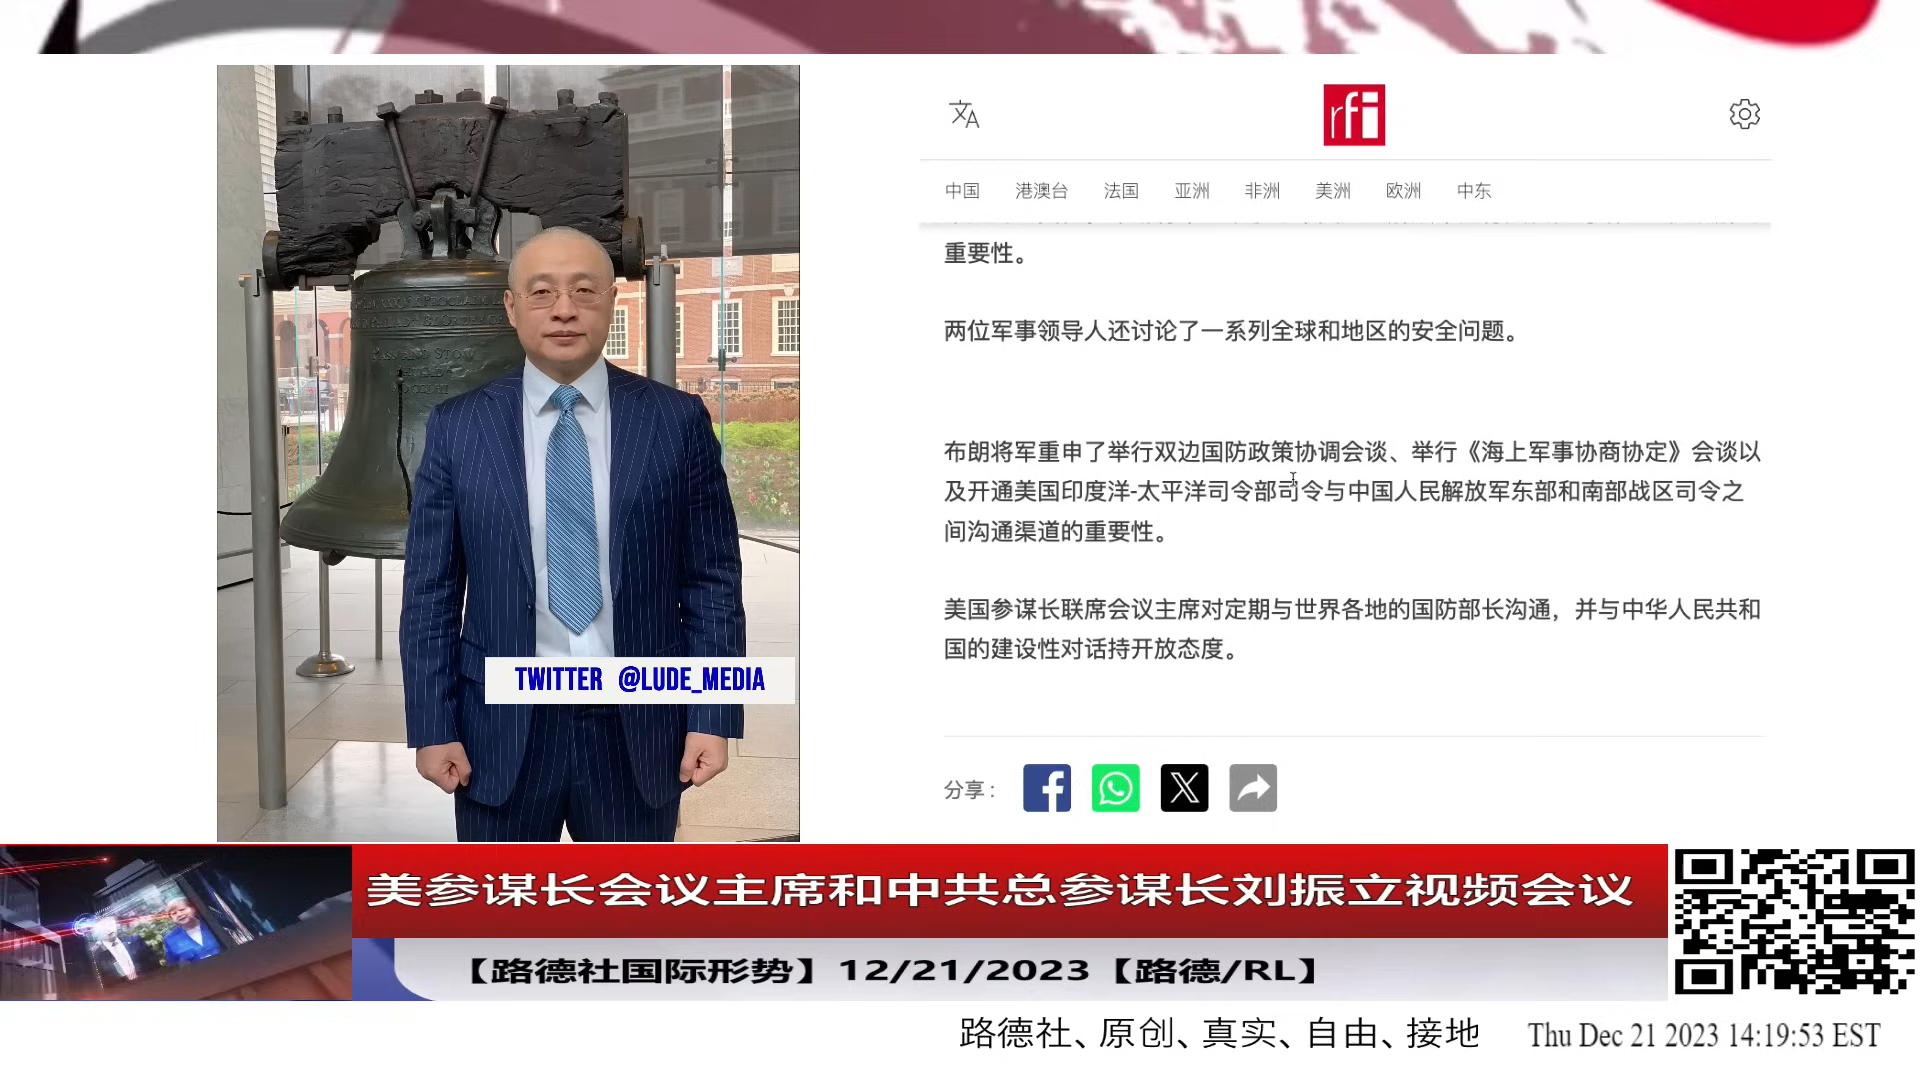 rfi
文A
中国 港澳台 法国 亚洲 非洲 美洲 欧洲 中东
重要性。
两位军事领导人还讨论了一系列全球和地区的安全问题。
布朗将军重申了举行双边国防政策协调会谈、举行《海上军事协商协定》会谈以
及开通美国印度洋-太平洋司令部司令与中国人民解放军东部和南部战区司令之
间沟通渠道的重要性。
美国参谋长联席会议主席对定期与世界各地的国防部长沟通，并与中华人民共和
国的建设性对话持开放态度。
分享：
PASS AND STOW
TWITTER @LUDE_MEDIA
美参谋长会议主席和中共总参谋长刘振立视频会议
【路德社国际形势】12/21/2023【路德/RL】
路德社、原创、真实、自由、接地
Thu Dec 21 2023 14:19:53 EST